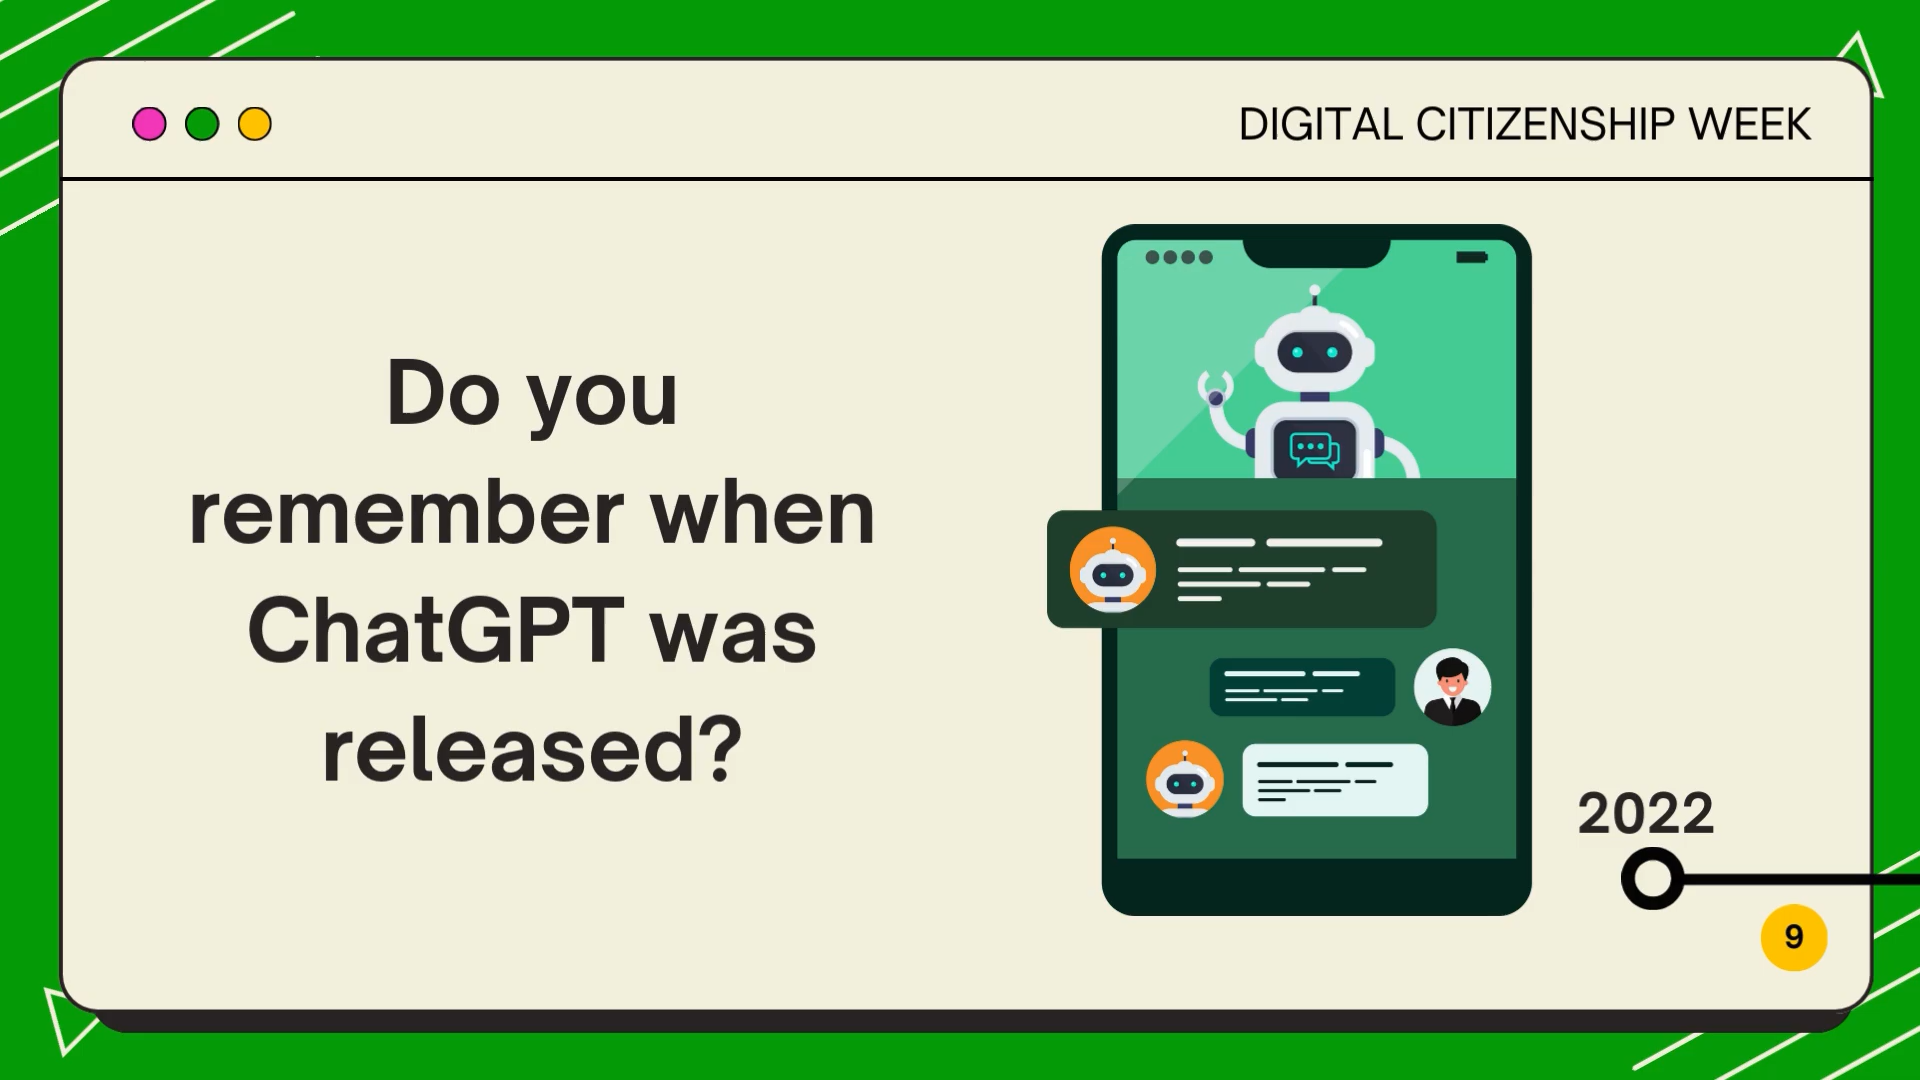 DIGITAL CITIZENSHIP WEEK
Do you
remember when
ChatGPT was
released?
2022
9